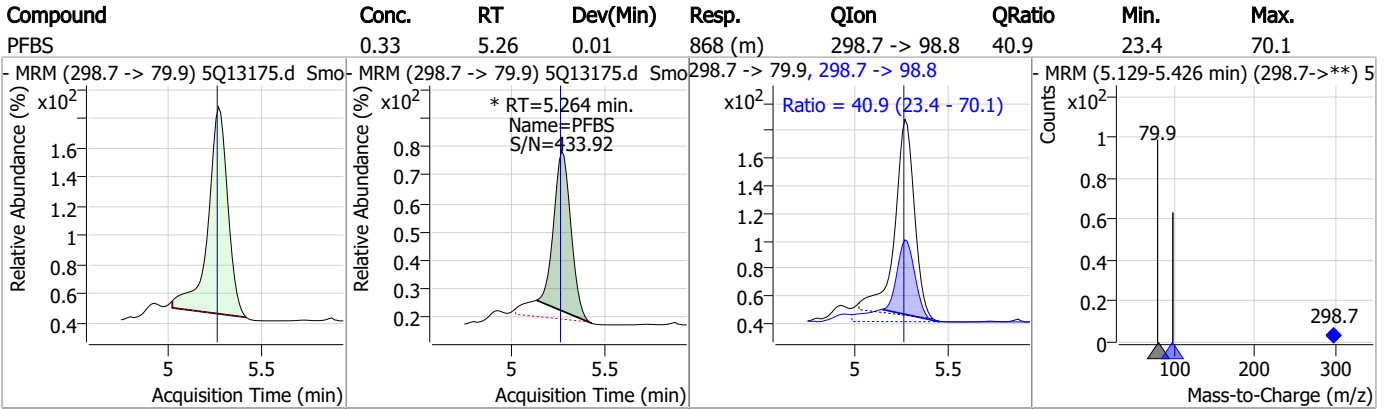 Compound Conc. RT Dev(Min) Resp. QIon QRatio Min. Max.
PFBS 0.33 5.26 0.01 868 (m) 298.7 -> 98.8 40.9 23.4 70.1
- MRM (298.7 -> 79.9) 5Q13175.d Smo
x10²
Relative Abundance (%)
1.6
1.4
1.2
1
0.8
0.6
0.4
5 5.5
Acquisition Time (min)
- MRM (298.7 -> 79.9) 5Q13175.d Smo
x10²
* RT=5.264 min.
Name=PFBS
S/N=433.92
Relative Abundance (%)
0.8
0.7
0.6
0.5
0.4
0.3
0.2
5 5.5
Acquisition Time (min)
298.7 -> 79.9, 298.7 -> 98.8
x10²
Ratio = 40.9 (23.4 - 70.1)
Relative Abundance (%)
1.6
1.4
1.2
1
0.8
0.6
0.4
5 5.5
Acquisition Time (min)
- MRM (5.129-5.426 min) (298.7->**) 5
x10²
Counts
1
0.8
0.6
0.4
0.2
0
79.9
298.7
100 200 300
Mass-to-Charge (m/z)